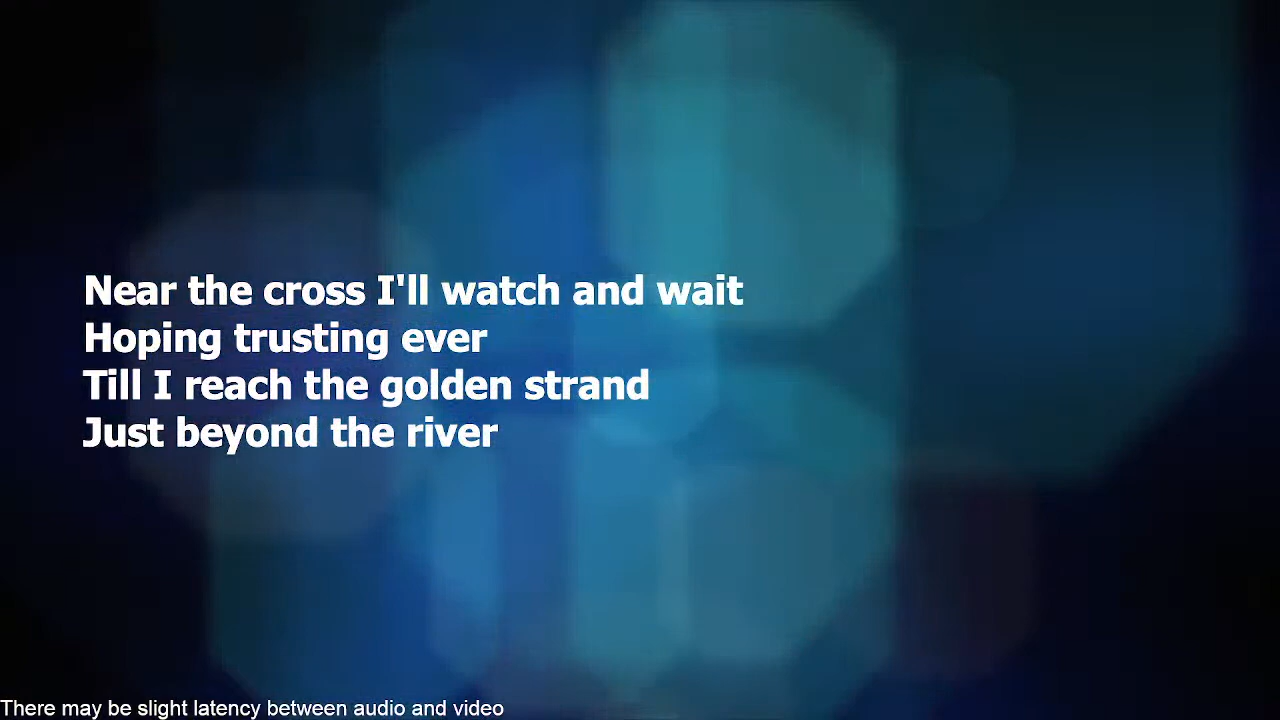 Near the cross I'll watch and wait
Hoping trusting ever
Till I reach the golden strand
Just beyond the river
There may be slight latency between audio and video